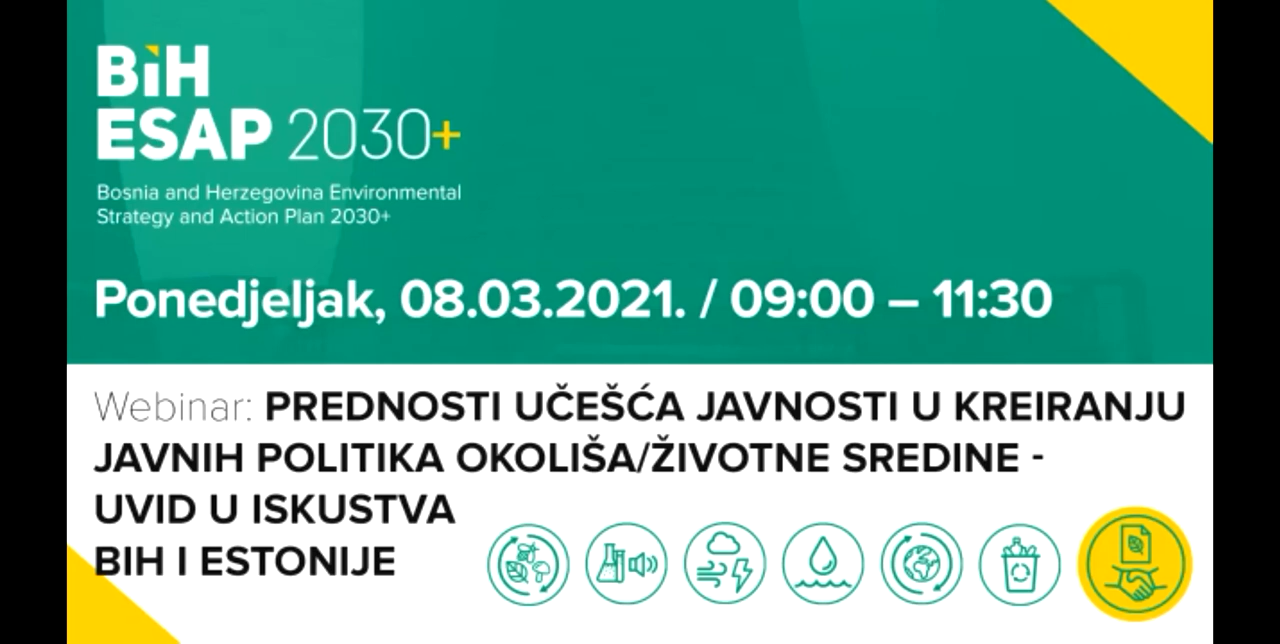 BiH
ESAP 2030+
Bosnia and Herzegovina Environmental
Strategy and Action Plan 2030+
Ponedjeljak, 08.03.2021. / 09:00 – 11:30
Webinar: PREDNOSTI UČEŠĆA JAVNOSTI U KREIRANJU
JAVNIH POLITIKA OKOLIŠA/ŽIVOTNE SREDINE -
UVID U ISKUSTVA
BIH I ESTONIJE